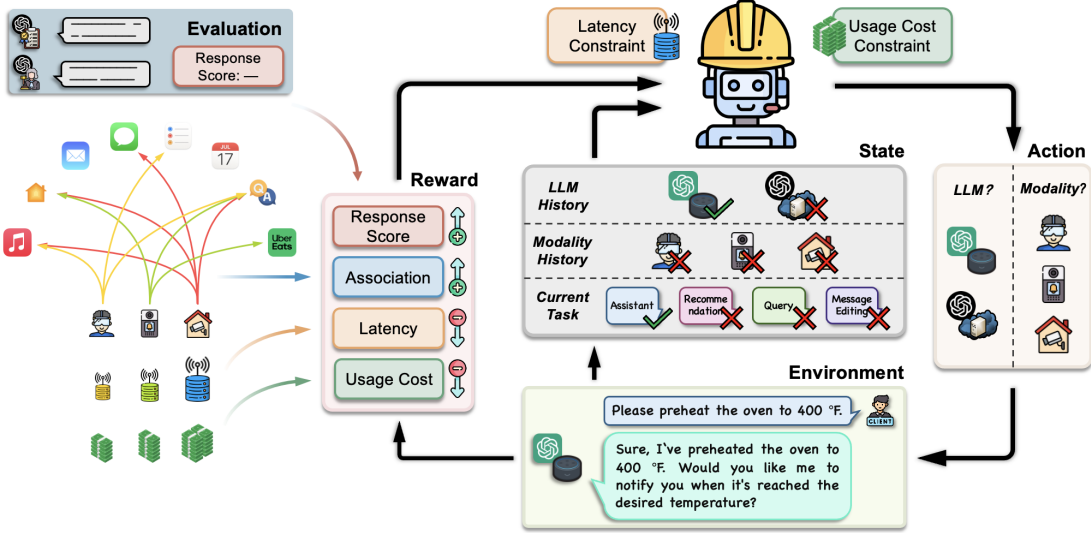 Evaluation
Response
Score: —
Latency
Constraint
Usage Cost
Constraint
JUL
17
Q
A
Uber
Eats
Reward
Response
Score
Association
Latency
Usage Cost
State
LLM
History
Modality
History
Current
Task
Assistant
Recomme
ndation
Query
Message
Editing
Action
LLM?
Modality?
Environment
Please preheat the oven to 400 °F.
CLIENT
Sure, I've preheated the oven to
400 °F. Would you like me to
notify you when it's reached the
desired temperature?